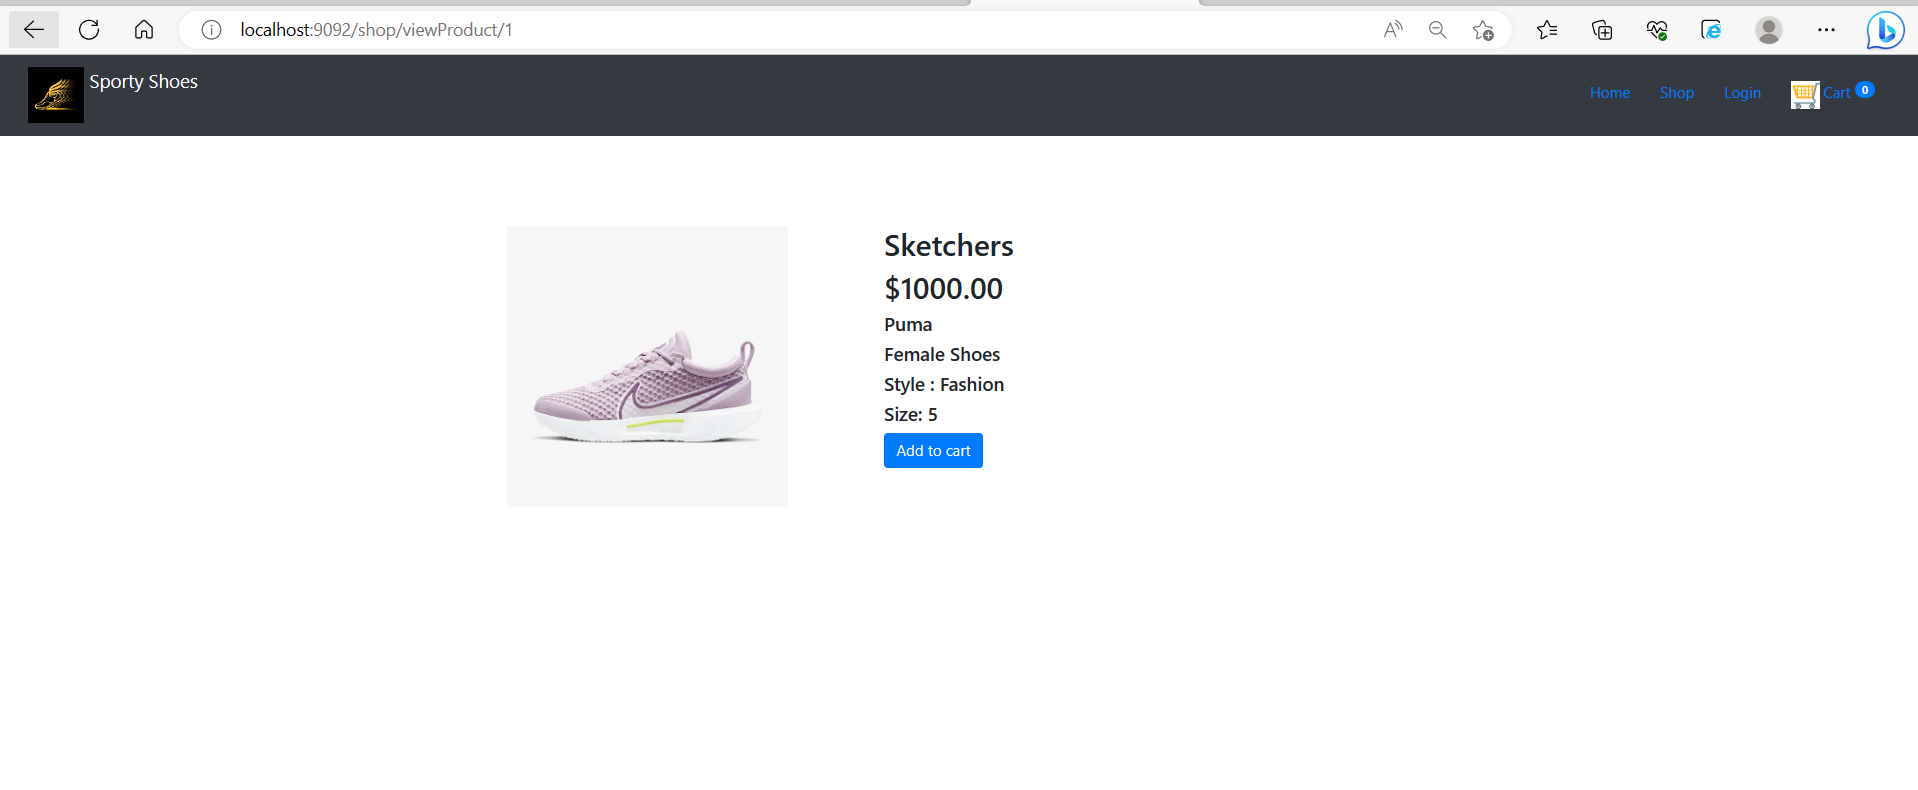 localhost:9092/shop/viewProduct/1
Sporty Shoes
Home Shop Login Cart 0
Sketchers
$1000.00
Puma
Female Shoes
Style : Fashion
Size: 5
Add to cart